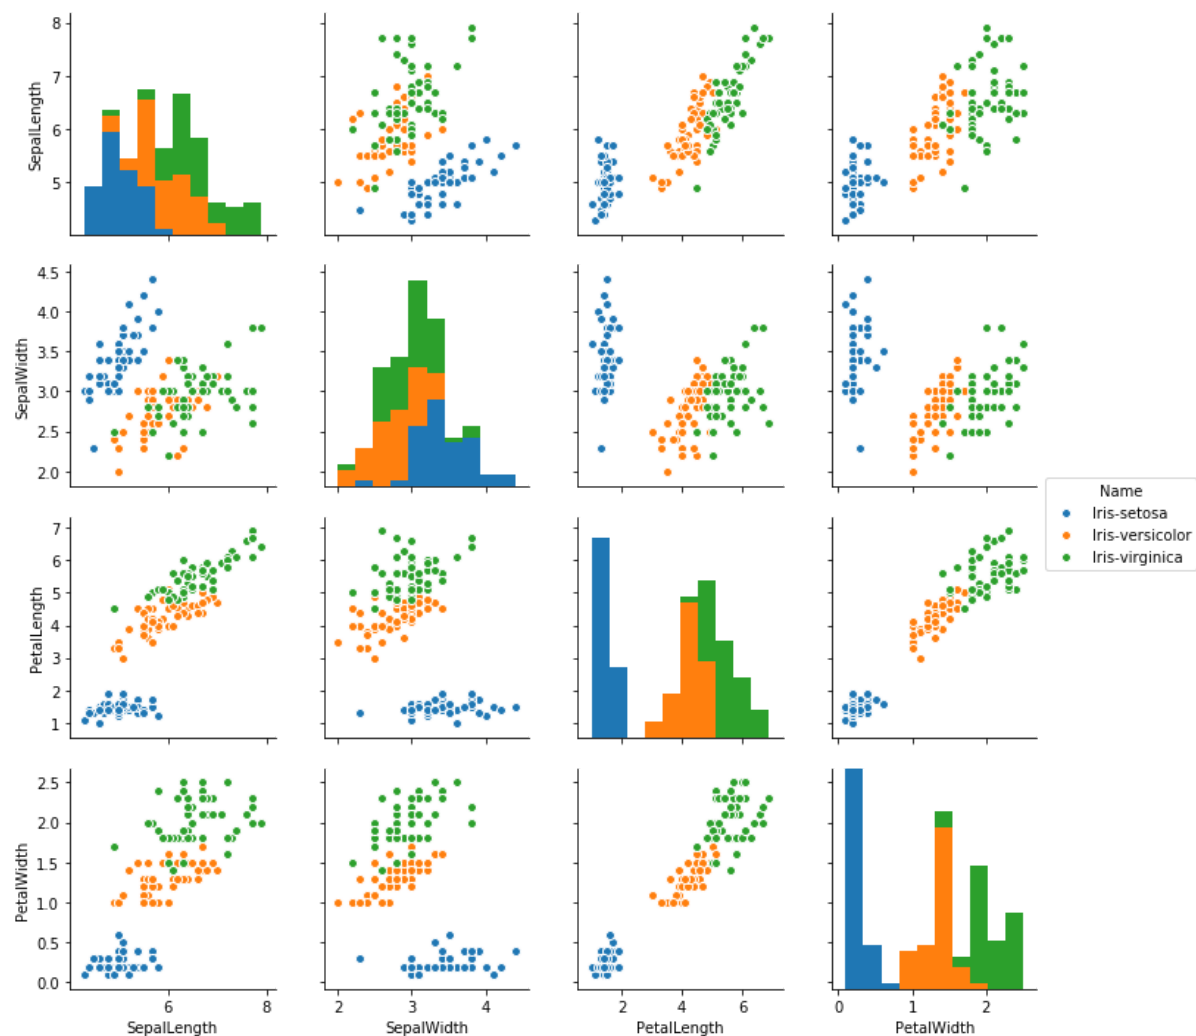 8
7
6
5
SepalLength
4.5
4.0
3.5
3.0
2.5
2.0
SepalWidth
Name
Iris-setosa
Iris-versicolor
Iris-virginica
7
6
5
4
3
2
1
PetalLength
2.5
2.0
1.5
1.0
0.5
0.0
PetalWidth
6 8
2 3 4
2 4 6
0 1 2
SepalLength SepalWidth PetalLength PetalWidth